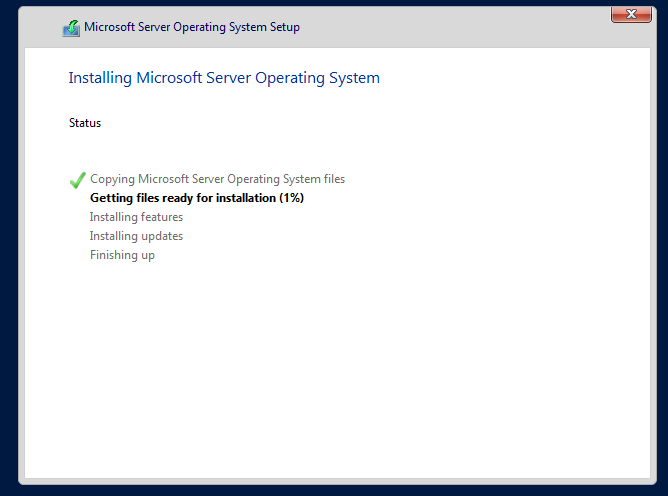 Microsoft Server Operating System Setup
Installing Microsoft Server Operating System
Status
Copying Microsoft Server Operating System files
Getting files ready for installation (1%)
Installing features
Installing updates
Finishing up